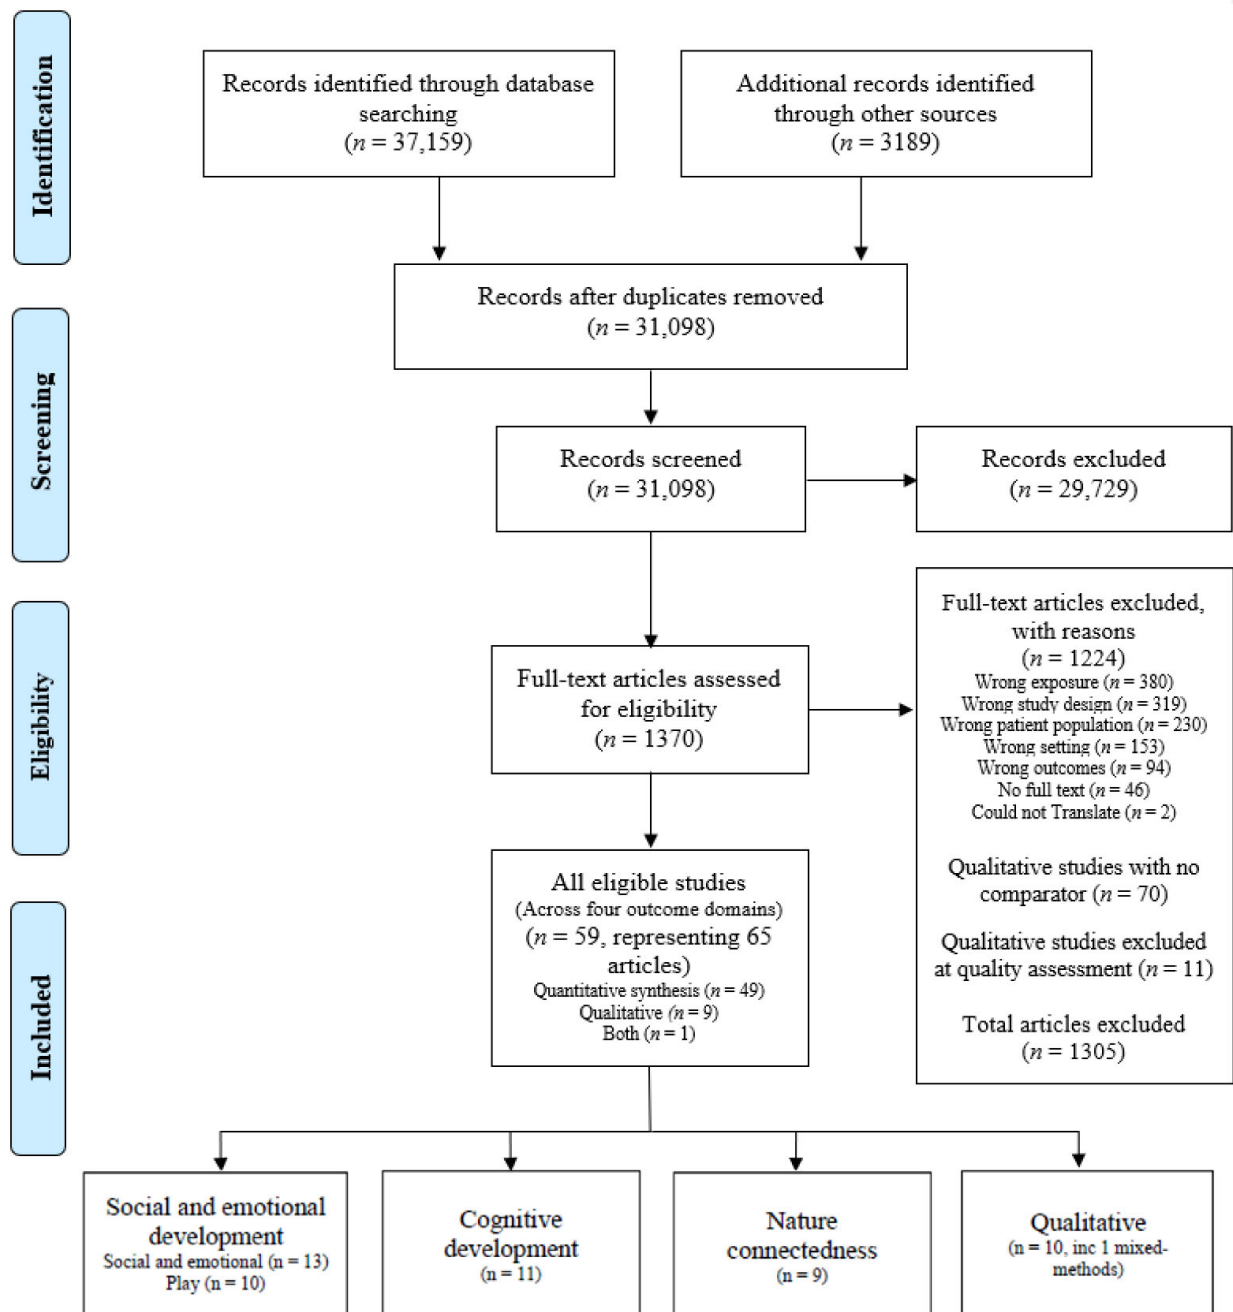 Identification
Records identified through database
searching
(n = 37,159)
Additional records identified
through other sources
(n = 3189)
Records after duplicates removed
(n = 31,098)
Screening
Records screened
(n = 31,098)
Records excluded
(n = 29,729)
Eligibility
Full-text articles assessed
for eligibility
(n = 1370)
Full-text articles excluded,
with reasons
(n = 1224)
Wrong exposure (n = 380)
Wrong study design (n = 319)
Wrong patient population (n = 230)
Wrong setting (n = 153)
Wrong outcomes (n = 94)
No full text (n = 46)
Could not Translate (n = 2)
Qualitative studies with no
comparator (n = 70)
Qualitative studies excluded
at quality assessment (n = 11)
Total articles excluded
(n = 1305)
Included
All eligible studies
(Across four outcome domains)
(n = 59, representing 65
articles)
Quantitative synthesis (n = 49)
Qualitative (n = 9)
Both (n = 1)
Social and emotional
development
Social and emotional (n = 13)
Play (n = 10)
Cognitive
development
(n = 11)
Nature
connectedness
(n = 9)
Qualitative
(n = 10, inc 1 mixed-
methods)